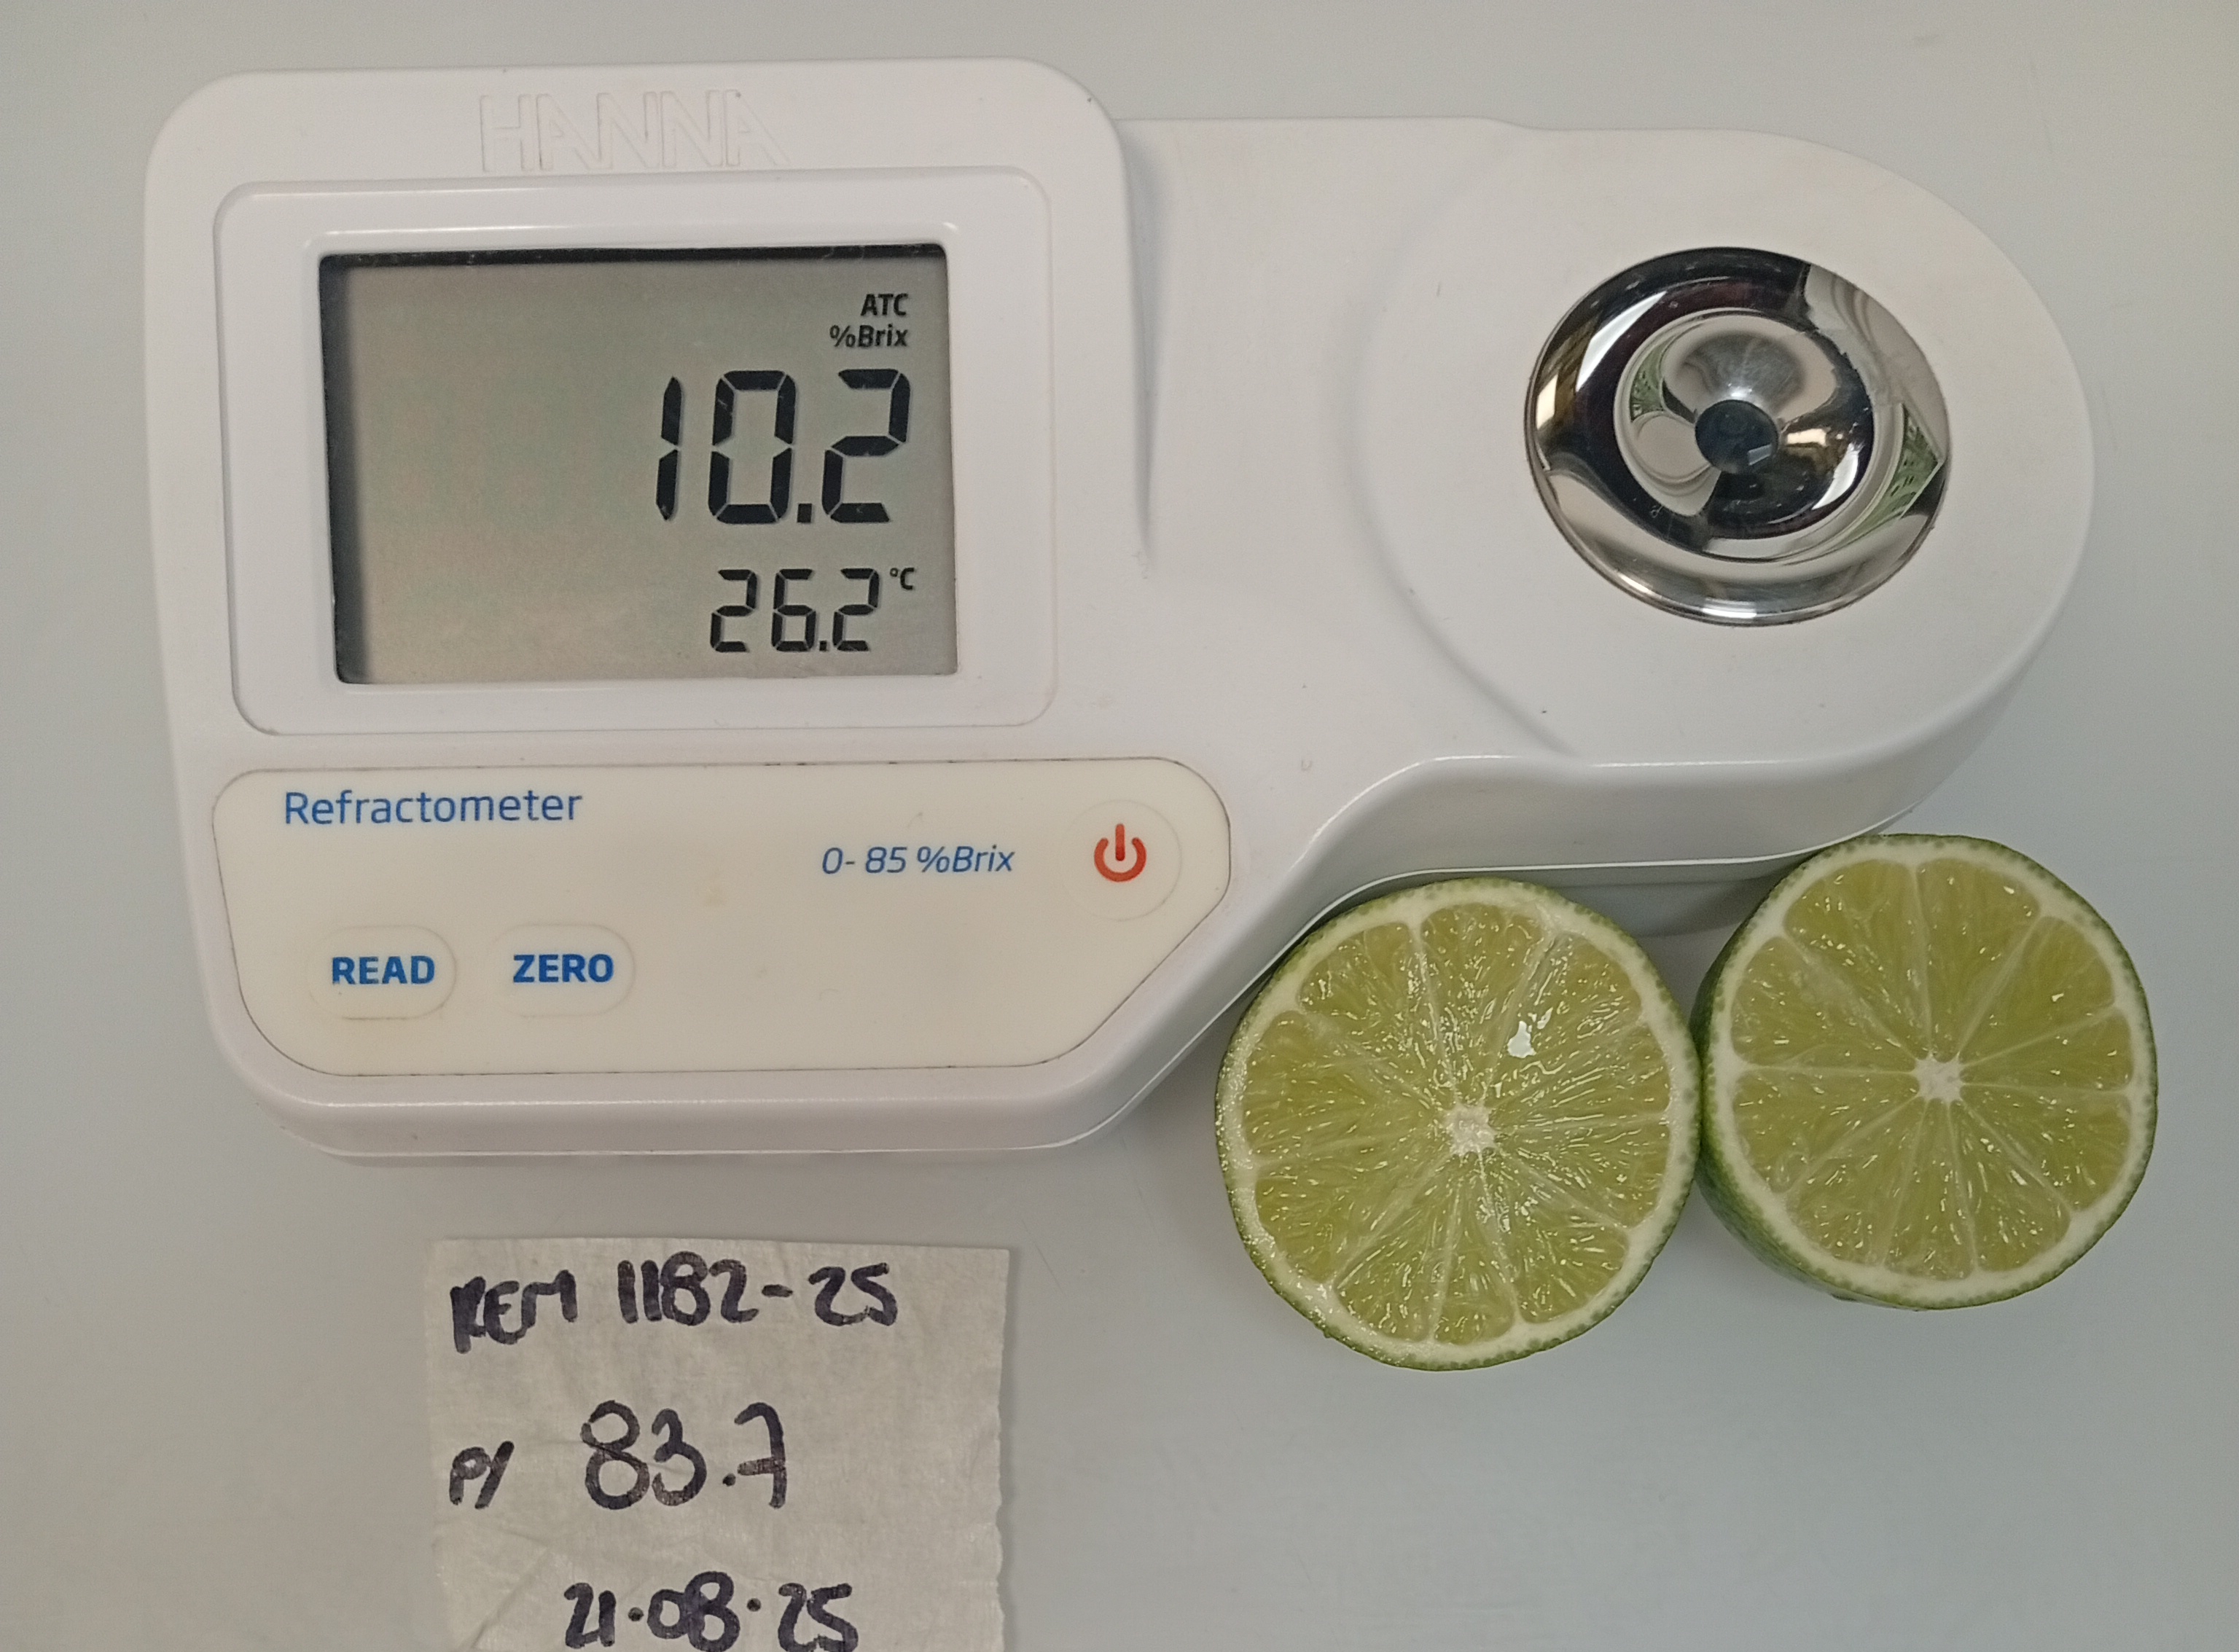 HANNA
ATC
%Brix
10.2
26.2 °C
Refractometer
0- 85 %Brix
READ
ZERO
REM 1182-25
P/ 83.7
21.08.25